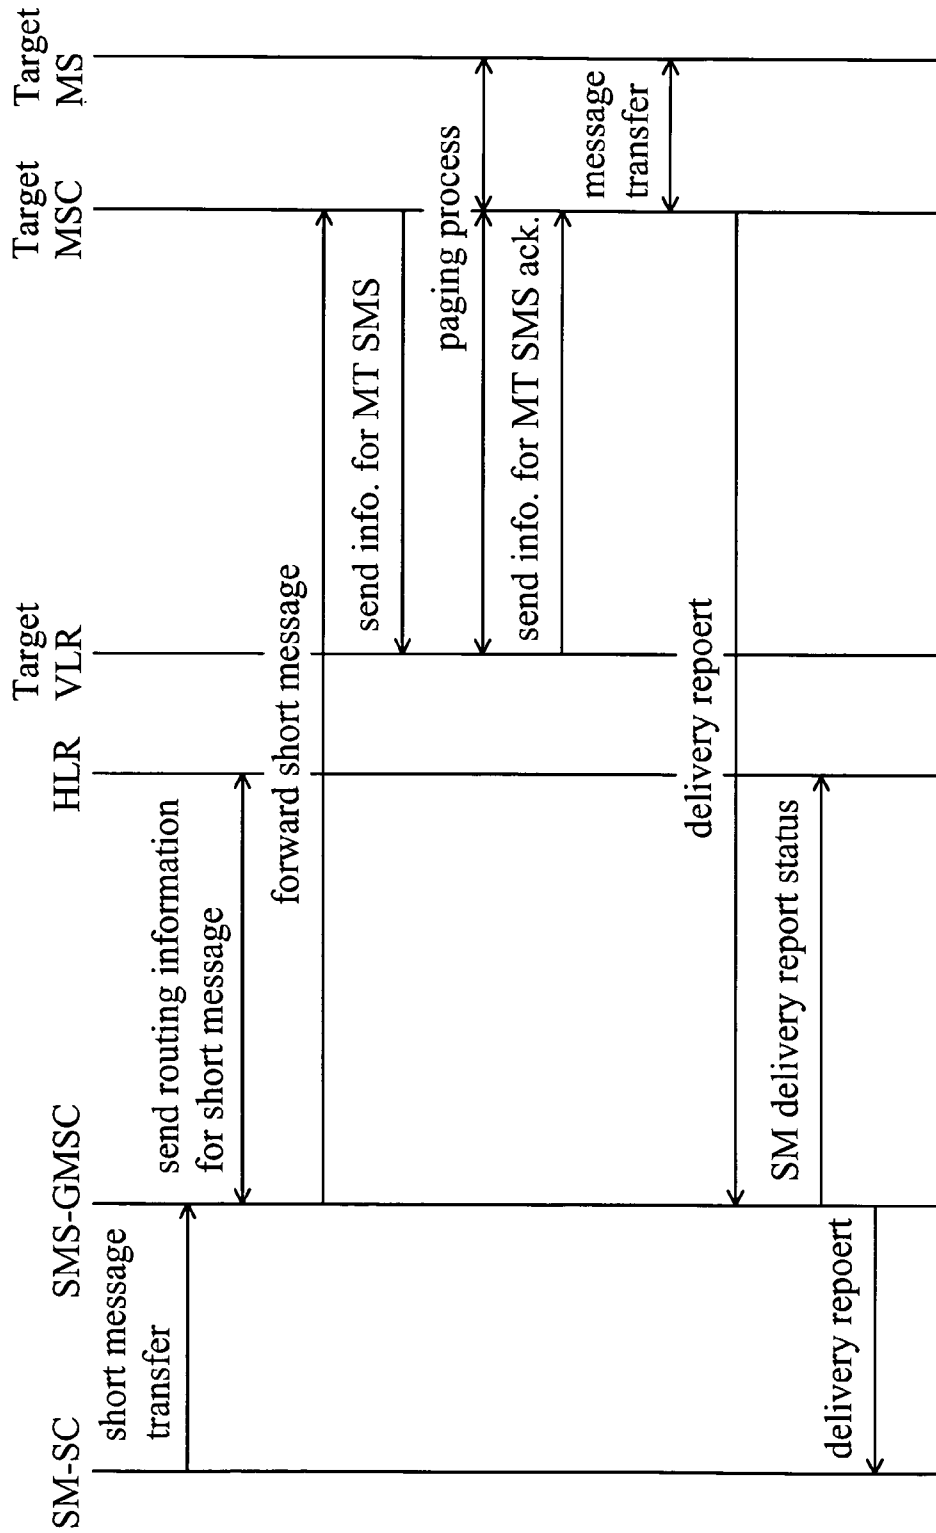 SM-SC
SMS-GMSC
HLR
Target
VLR
Target
MSC
Target
MS
short message
transfer
send routing information
for short message
forward short message
send info. for MT SMS
paging process
send info. for MT SMS ack.
message
transfer
delivery repoert
SM delivery report status
delivery repoert